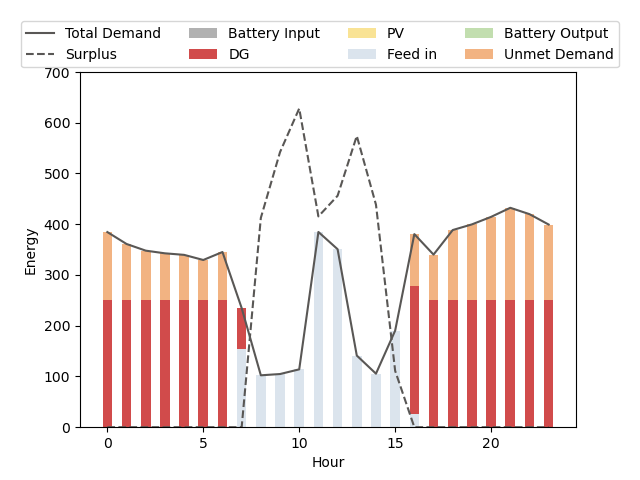 Total Demand Battery Input PV Battery Output
Surplus DG Feed in Unmet Demand
700
600
500
400
300
200
100
0
Energy
0 5 10 15 20
Hour